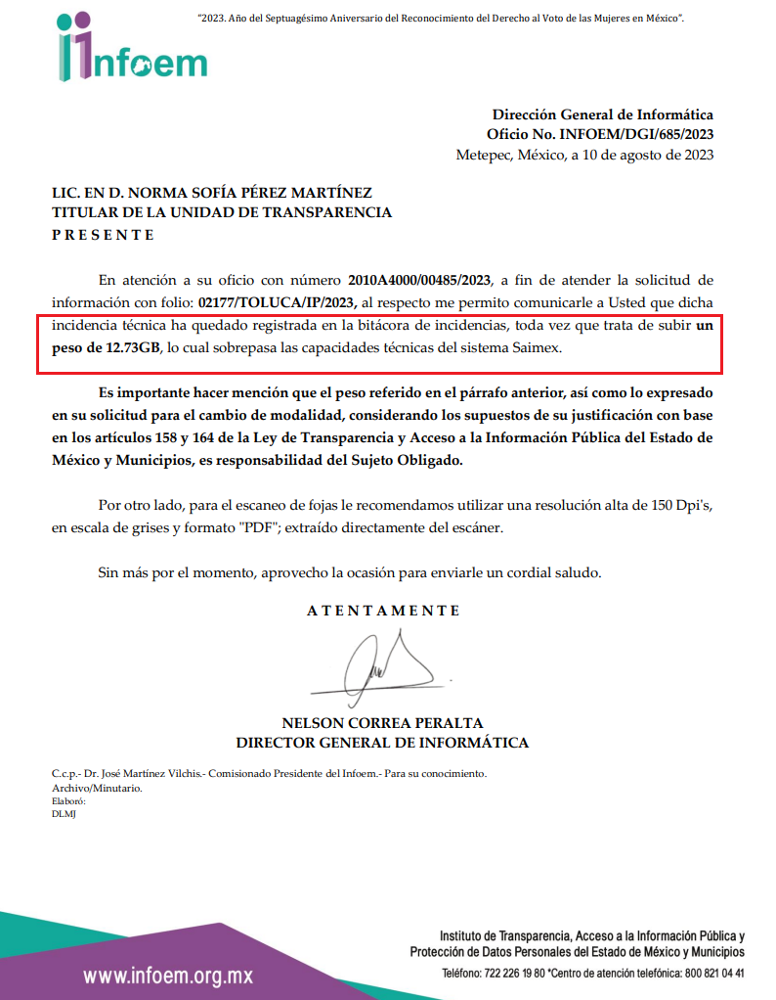 "2023. Año del Septuagésimo Aniversario del Reconocimiento del Derecho al Voto de las Mujeres en México".
infoem
Dirección General de Informática
Oficio No. INFOEM/DGI/685/2023
Metepec, México, a 10 de agosto de 2023
LIC. EN D. NORMA SOFÍA PÉREZ MARTÍNEZ
TITULAR DE LA UNIDAD DE TRANSPARENCIA
P R E S E N T E
En atención a su oficio con número 2010A4000/00485/2023, a fin de atender la solicitud de
información con folio: 02177/TOLUCA/IP/2023, al respecto me permito comunicarle a Usted que dicha
incidencia técnica ha quedado registrada en la bitácora de incidencias, toda vez que trata de subir un
peso de 12.73GB, lo cual sobrepasa las capacidades técnicas del sistema Saimex.
Es importante hacer mención que el peso referido en el párrafo anterior, así como lo expresado
en su solicitud para el cambio de modalidad, considerando los supuestos de su justificación con base
en los artículos 158 y 164 de la Ley de Transparencia y Acceso a la Información Pública del Estado de
México y Municipios, es responsabilidad del Sujeto Obligado.
Por otro lado, para el escaneo de fojas le recomendamos utilizar una resolución alta de 150 Dpi's,
en escala de grises y formato "PDF"; extraído directamente del escáner.
Sin más por el momento, aprovecho la ocasión para enviarle un cordial saludo.
A T E N T A M E N T E
NELSON CORREA PERALTA
DIRECTOR GENERAL DE INFORMÁTICA
C.c.p.- Dr. José Martínez Vilchis.- Comisionado Presidente del Infoem.- Para su conocimiento.
Archivo/Minutario.
Elaboró:
DLMJ
Instituto de Transparencia, Acceso a la Información Pública y
Protección de Datos Personales del Estado de México y Municipios
www.infoem.org.mx
Teléfono: 722 226 19 80 *Centro de atención telefónica: 800 821 04 41